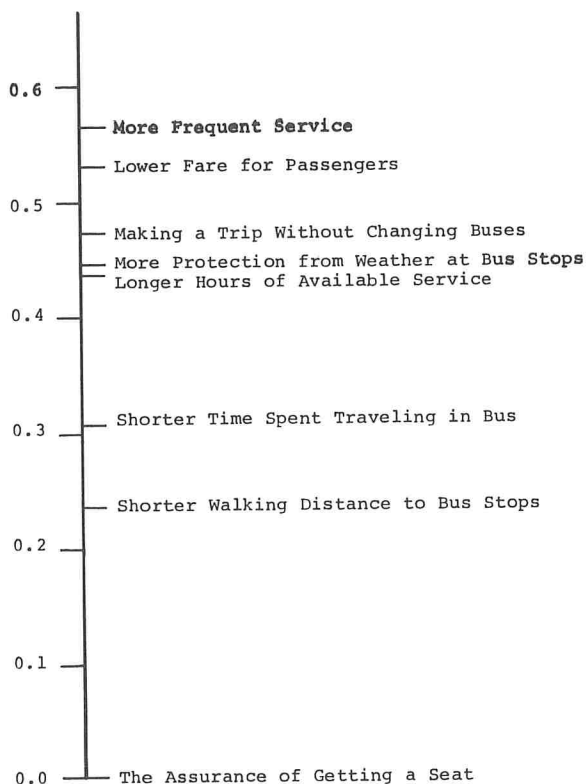 0.6
More Frequent Service
Lower Fare for Passengers
0.5
Making a Trip Without Changing Buses
More Protection from Weather at Bus Stops
Longer Hours of Available Service
0.4
Shorter Time Spent Traveling in Bus
0.3
Shorter Walking Distance to Bus Stops
0.2
0.1
0.0 The Assurance of Getting a Seat